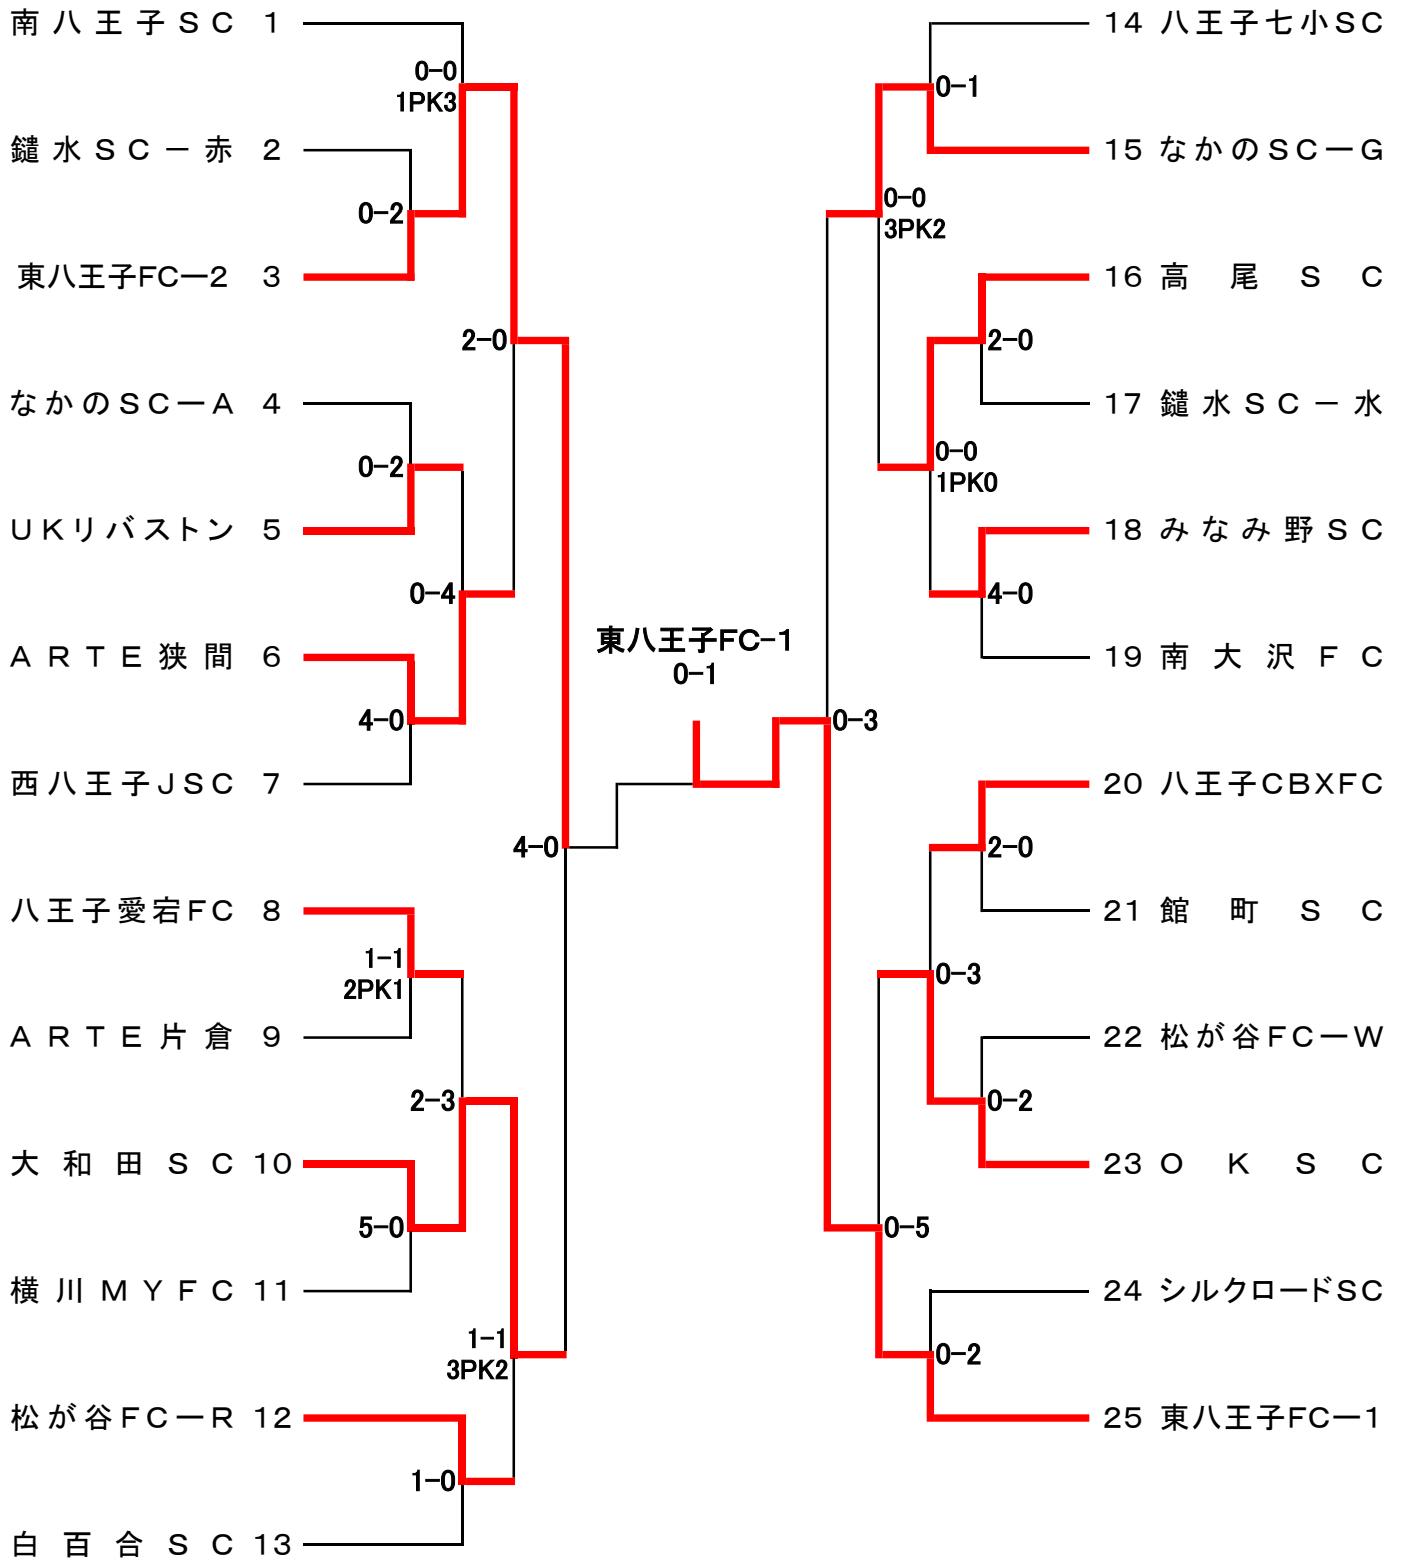 南八王子SC 1
0-0
1PK3
鑓水SC－赤 2
0-2
東八王子FC－2 3
2-0
なかのSC－A 4
0-2
UKリバストン 5
0-4
ARTE狭間 6
4-0
西八王子JSC 7
4-0
八王子愛宕FC 8
1-1
2PK1
ARTE片倉 9
2-3
大和田SC 10
5-0
横川MYFC 11
1-1
3PK2
松が谷FC－R 12
1-0
白百合SC 13
東八王子FC-1
0-1
14 八王子七小SC
0-1
15 なかのSC－G
0-0
3PK2
16 高尾SC
2-0
17 鑓水SC－水
0-0
1PK0
18 みなみ野SC
4-0
19 南大沢FC
0-3
20 八王子CBXFC
2-0
21 館町SC
0-3
22 松が谷FC－W
0-2
23 OKSC
0-5
24 シルクロードSC
0-2
25 東八王子FC－1